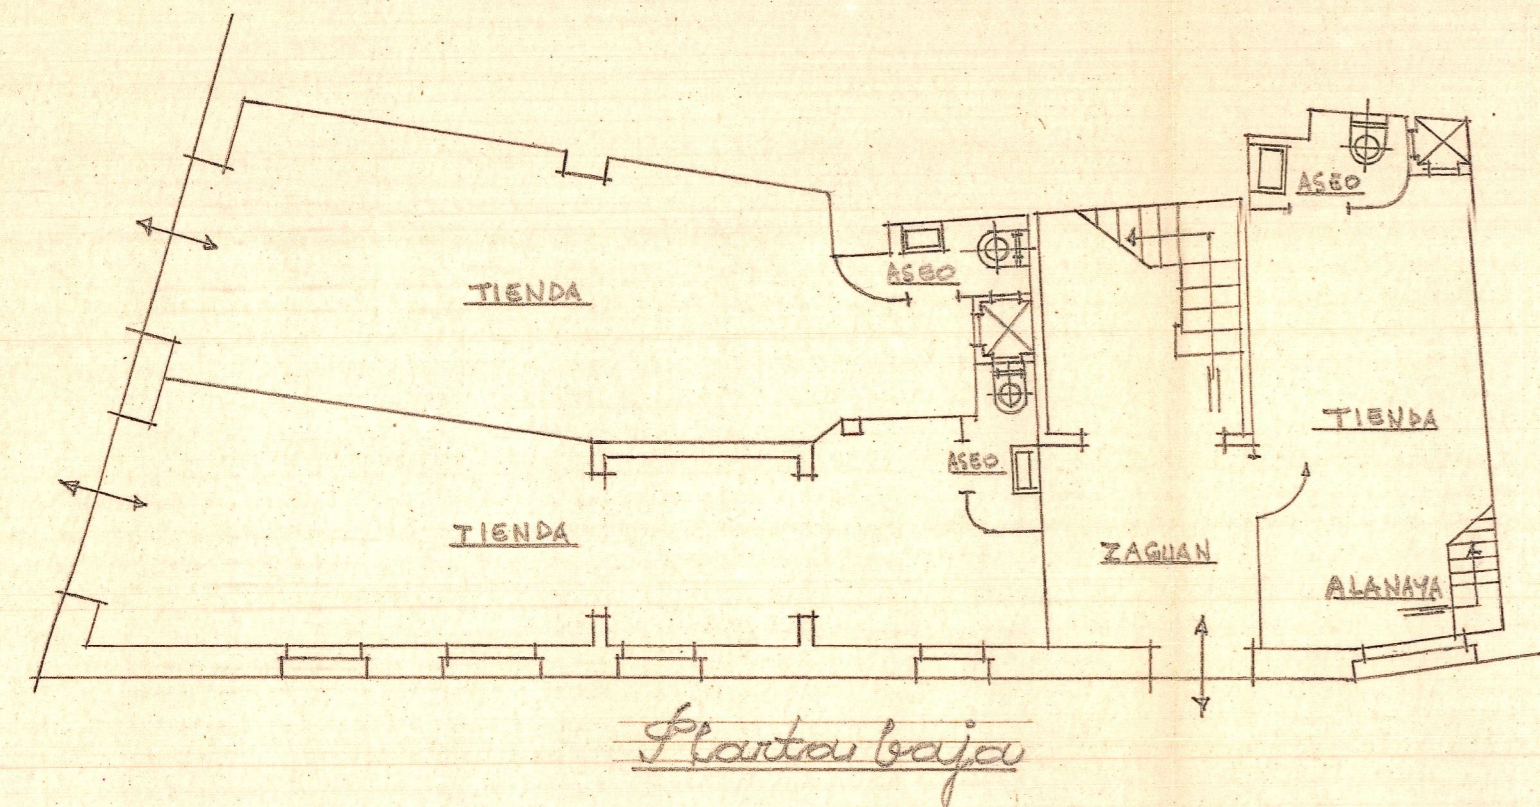 ASEO
ASEO
TIENDA
TIENDA
ASEO
TIENDA
ZAGUAN
ALANAYA
Planta baja